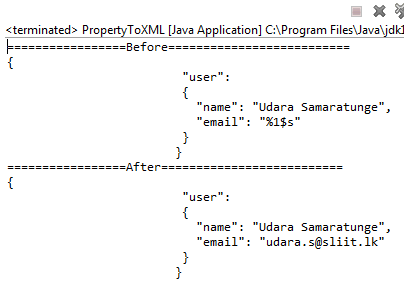 <terminated> PropertyToXML [Java Application] C:\Program Files\Java\jdk1
================Before=========================
{
                        "user":
                        {
                          "name": "Udara Samaratunge",
                          "email": "%1$s"
                        }
                       }
================After==========================
{
                        "user":
                        {
                          "name": "Udara Samaratunge",
                          "email": "udara.s@sliit.lk"
                        }
                       }